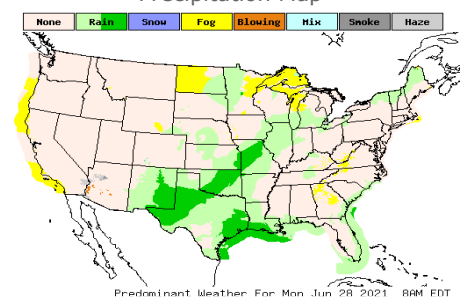 Precipitation Map
None Rain Snow Fog Blowing Mix Smoke Haze
Predominant Weather For Mon Jun 28 2021 8AM EDT